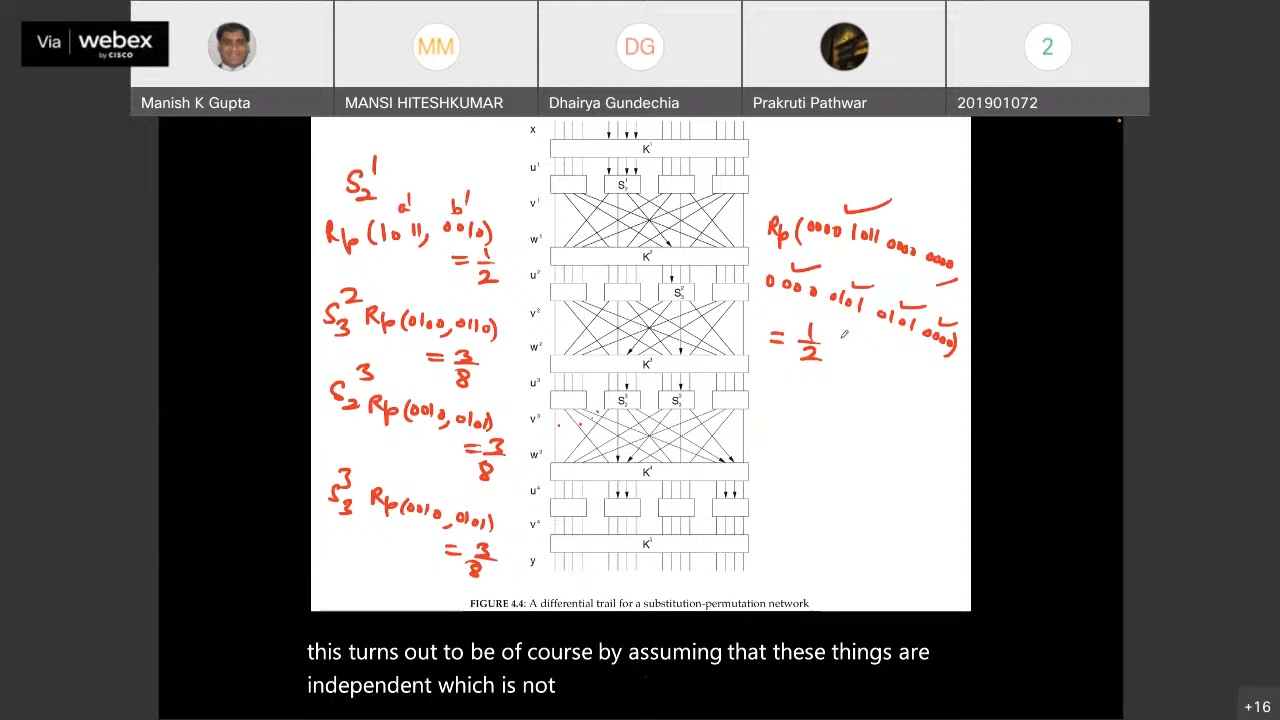 Via webex
by CISCO
MM
DG
2
Manish K Gupta
MANSI HITESHKUMAR
Dhairya Gundechia
Prakruti Pathwar
201901072
S₂¹
a' b'
Rp(1011, 0010)
= 1/2
S₃² Rp(0100, 0110)
= 3/8
S₂³ Rp(0010, 0101)
= 3/8
S₃³ Rp(0010, 0101)
= 3/8
x
K¹
u¹
S₂¹
v¹
w¹
K²
u²
S₃²
v²
w²
K³
u³
S₂³ S₃³
v³
w³
K⁴
u⁴
v⁴
K⁵
y
Rp(0000 1011 0000 0000
0000 0101 0101 0000)
= 1/2
FIGURE 4.4: A differential trail for a substitution-permutation network
this turns out to be of course by assuming that these things are
independent which is not
+16